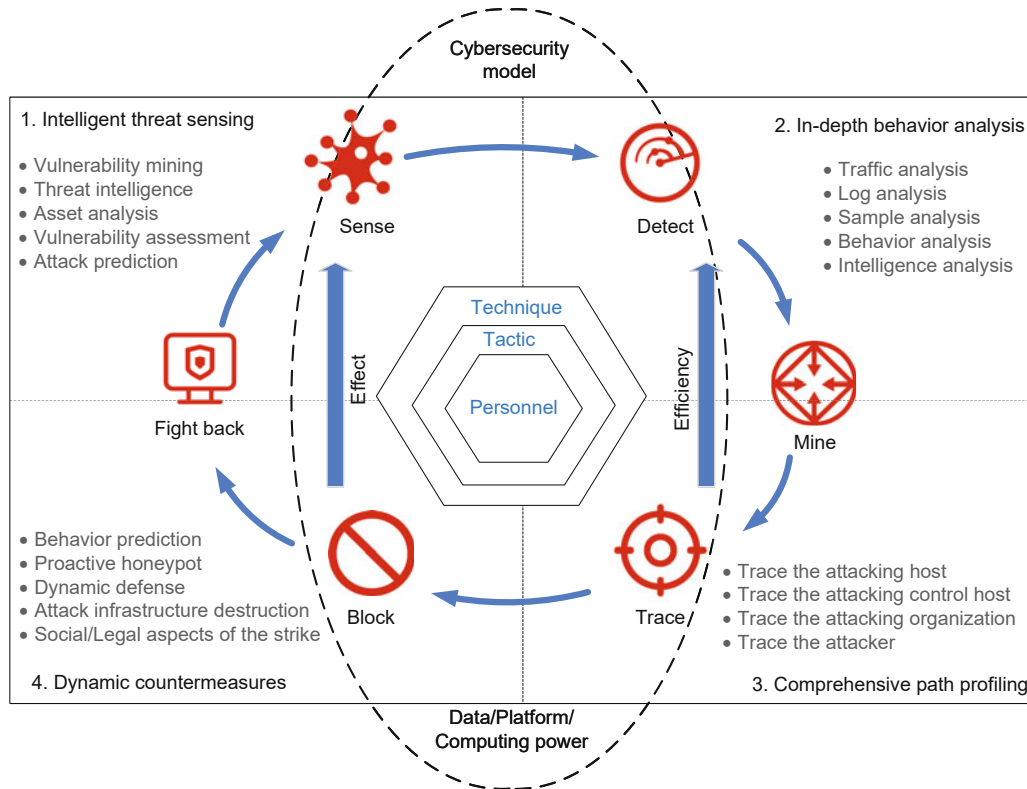 Cybersecurity
model
1. Intelligent threat sensing
• Vulnerability mining
• Threat intelligence
• Asset analysis
• Vulnerability assessment
• Attack prediction
Sense
Detect
2. In-depth behavior analysis
• Traffic analysis
• Log analysis
• Sample analysis
• Behavior analysis
• Intelligence analysis
Technique
Tactic
Personnel
Effect
Efficiency
Fight back
Mine
• Behavior prediction
• Proactive honeypot
• Dynamic defense
• Attack infrastructure destruction
• Social/Legal aspects of the strike
4. Dynamic countermeasures
Block
Trace
• Trace the attacking host
• Trace the attacking control host
• Trace the attacking organization
• Trace the attacker
3. Comprehensive path profiling
Data/Platform/
Computing power